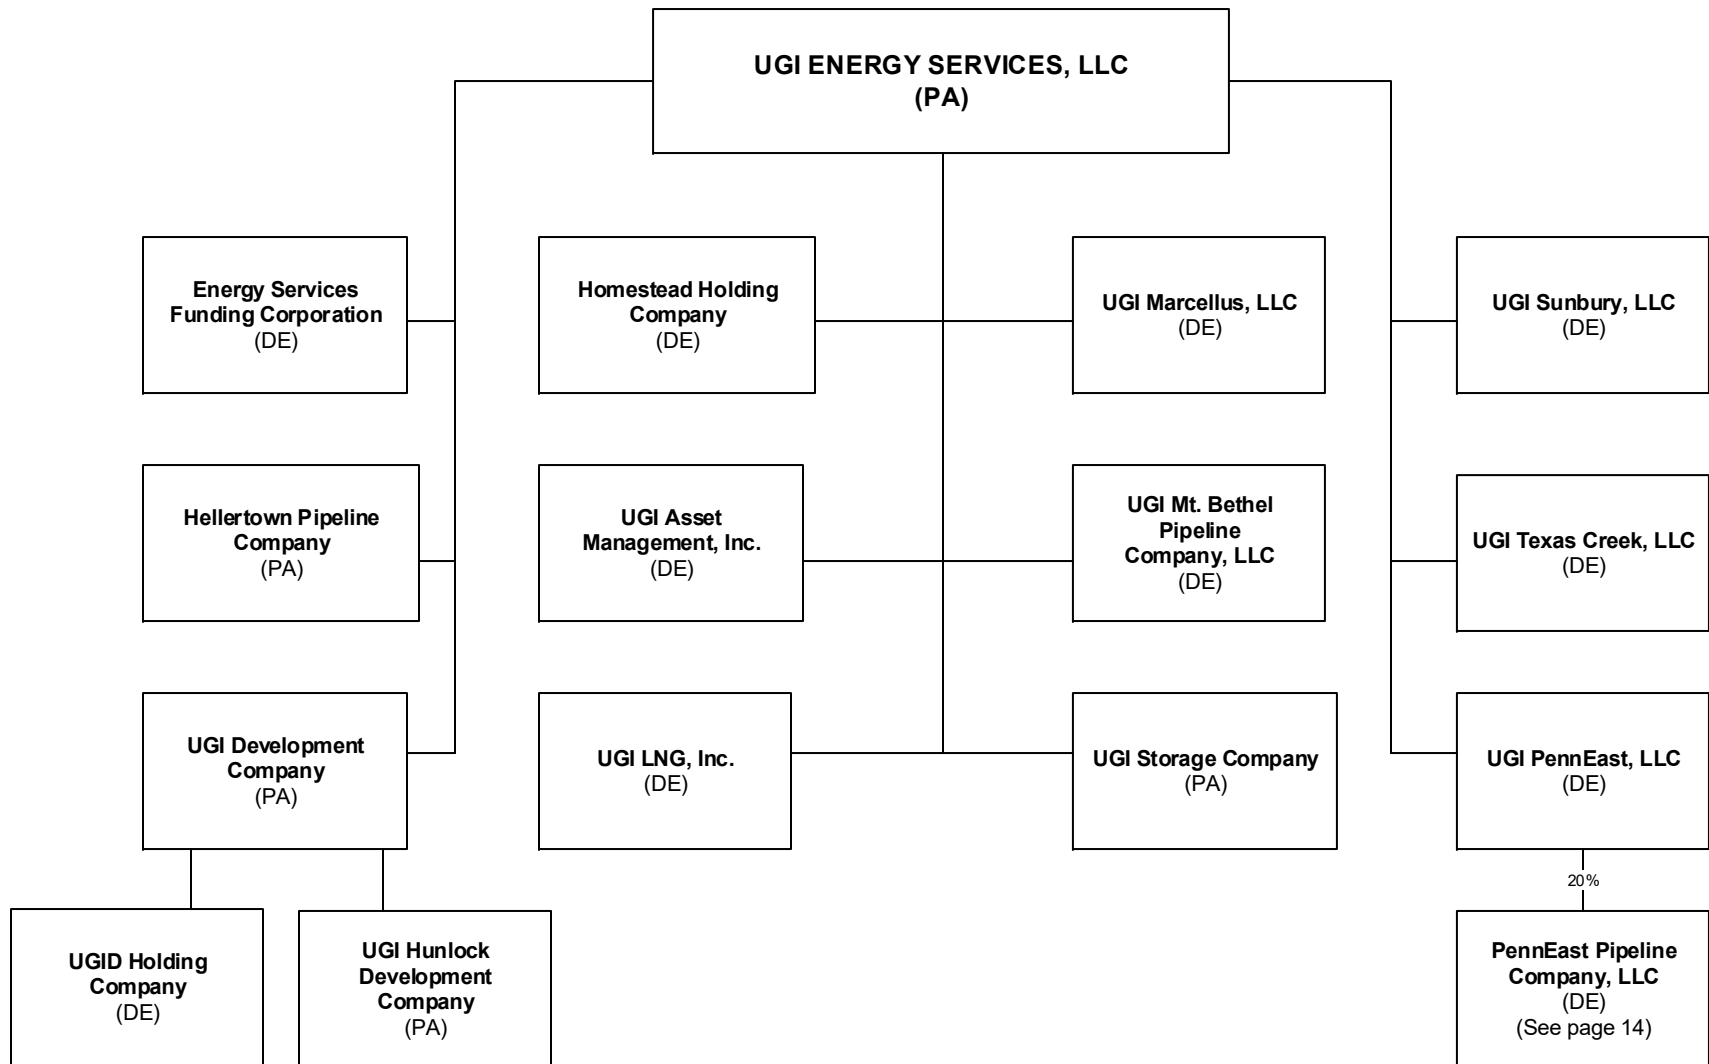 UGI ENERGY SERVICES, LLC
(PA)
Energy Services
Funding Corporation
(DE)
Homestead Holding
Company
(DE)
UGI Marcellus, LLC
(DE)
UGI Sunbury, LLC
(DE)
Hellertown Pipeline
Company
(PA)
UGI Asset
Management, Inc.
(DE)
UGI Mt. Bethel
Pipeline
Company, LLC
(DE)
UGI Texas Creek, LLC
(DE)
UGI Development
Company
(PA)
UGI LNG, Inc.
(DE)
UGI Storage Company
(PA)
UGI PennEast, LLC
(DE)
20%
UGID Holding
Company
(DE)
UGI Hunlock
Development
Company
(PA)
PennEast Pipeline
Company, LLC
(DE)
(See page 14)